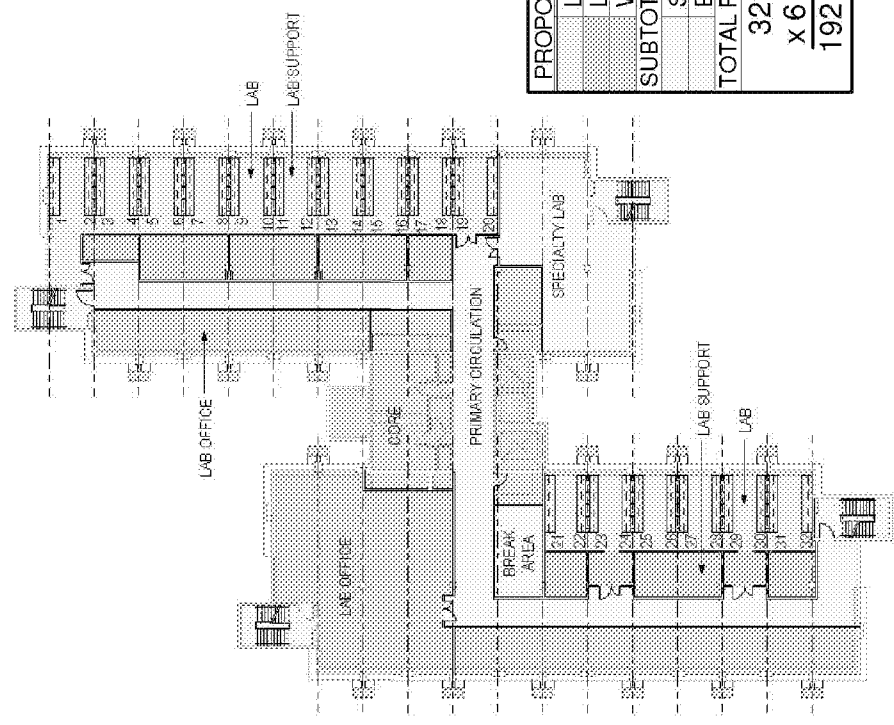 LAB
LAB SUPPORT
1
2
3
4
5
6
7
8
9
10
11
12
13
14
15
16
17
18
19
20
LAB OFFICE
CORE
PRIMARY CIRCULATION
SPECIALTY LAB
LAB OFFICE
BREAK
AREA
LAB SUPPORT
LAB
21
22
23
24
25
26
27
28
29
30
31
32
PROPO
L
L
V
SUBTOT
S
B
TOTAL F
32
x 6
192